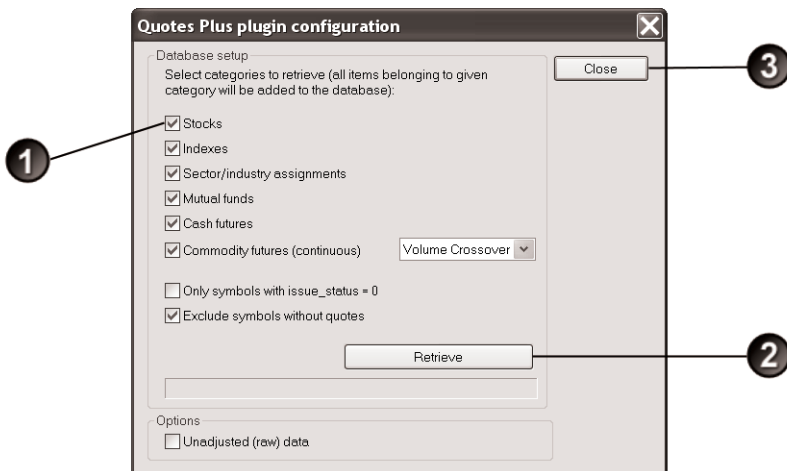 Quotes Plus plugin configuration
Database setup
Select categories to retrieve (all items belonging to given
category will be added to the database):
Close
3
1
Stocks
Indexes
Sector/industry assignments
Mutual funds
Cash futures
Commodity futures (continuous)
Volume Crossover
Only symbols with issue_status = 0
Exclude symbols without quotes
Retrieve
2
Options
Unadjusted (raw) data